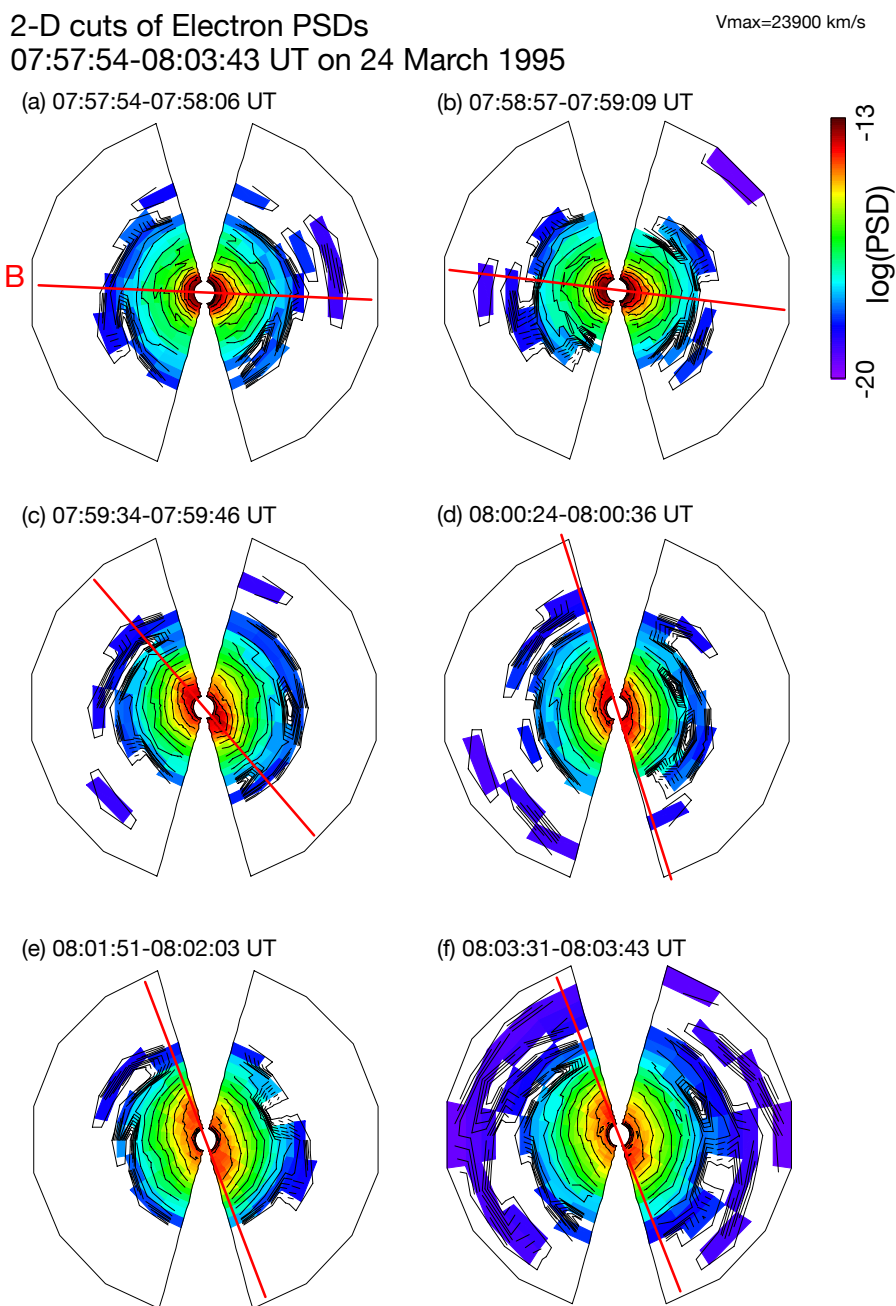 2-D cuts of Electron PSDs
Vmax=23900 km/s
07:57:54-08:03:43 UT on 24 March 1995
(a) 07:57:54-07:58:06 UT
(b) 07:58:57-07:59:09 UT
-13
log(PSD)
-20
B
(c) 07:59:34-07:59:46 UT
(d) 08:00:24-08:00:36 UT
(e) 08:01:51-08:02:03 UT
(f) 08:03:31-08:03:43 UT